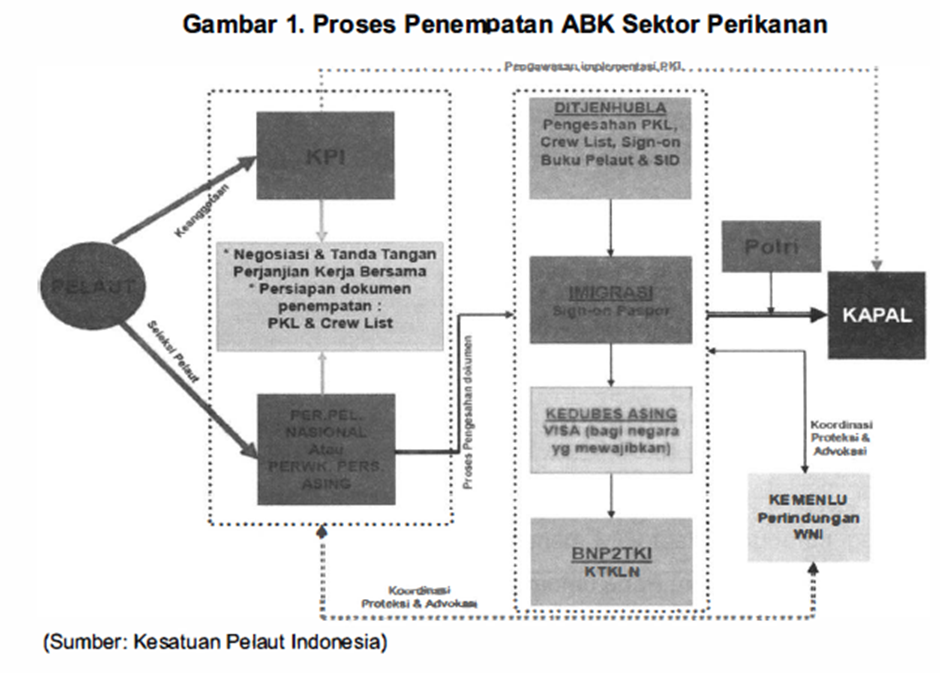 Gambar 1. Proses Penempatan ABK Sektor Perikanan
Pengawasan implementasi PKL
KPI
DITJENHUBLA
Pengesahan PKL,
Crew List, Sign-on
Buku Pelaut & SID
Keanggotaan
PELAUT
* Negosiasi & Tanda Tangan
Perjanjian Kerja Bersama
* Persiapan dokumen
penempatan :
PKL & Crew List
Polri
IMIGRASI
Sign-on Paspor
KAPAL
Seleksi Pelaut
Proses Pengesahan dokumen
PER.PEL.
NASIONAL
Atau
PERWK. PERS.
ASING
KEDUBES ASING
VISA (bagi negara
yg mewajibkan)
Koordinasi
Proteksi &
Advokasi
KEMENLU
Perlindungan
WNI
BNP2TKI
KTKLN
Koordinasi
Proteksi & Advokasi
(Sumber: Kesatuan Pelaut Indonesia)